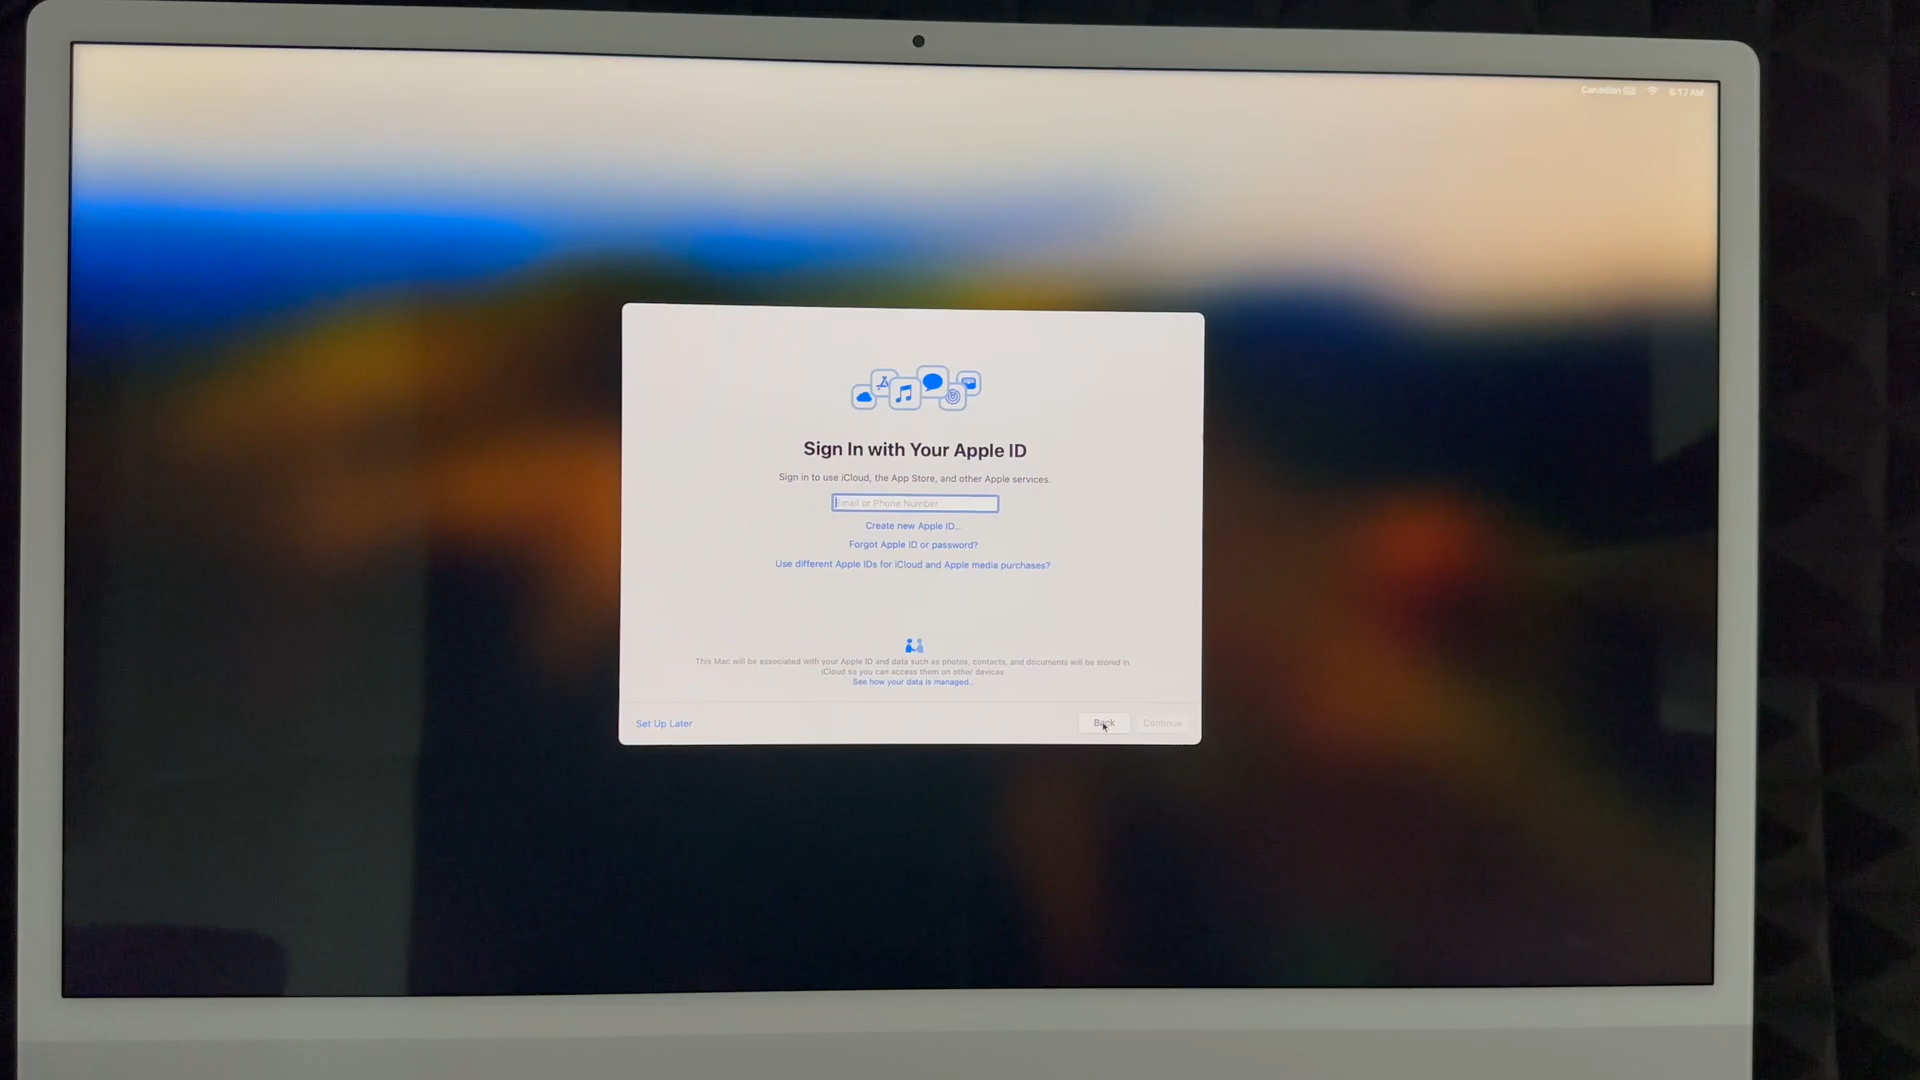 Canadian 6:17 AM
Sign In with Your Apple ID
Sign in to use iCloud, the App Store, and other Apple services.
Email or Phone Number
Create new Apple ID...
Forgot Apple ID or password?
Use different Apple IDs for iCloud and Apple media purchases?
This Mac will be associated with your Apple ID and data such as photos, contacts, and documents will be stored in
iCloud so you can access them on other devices.
See how your data is managed...
Set Up Later Back Continue